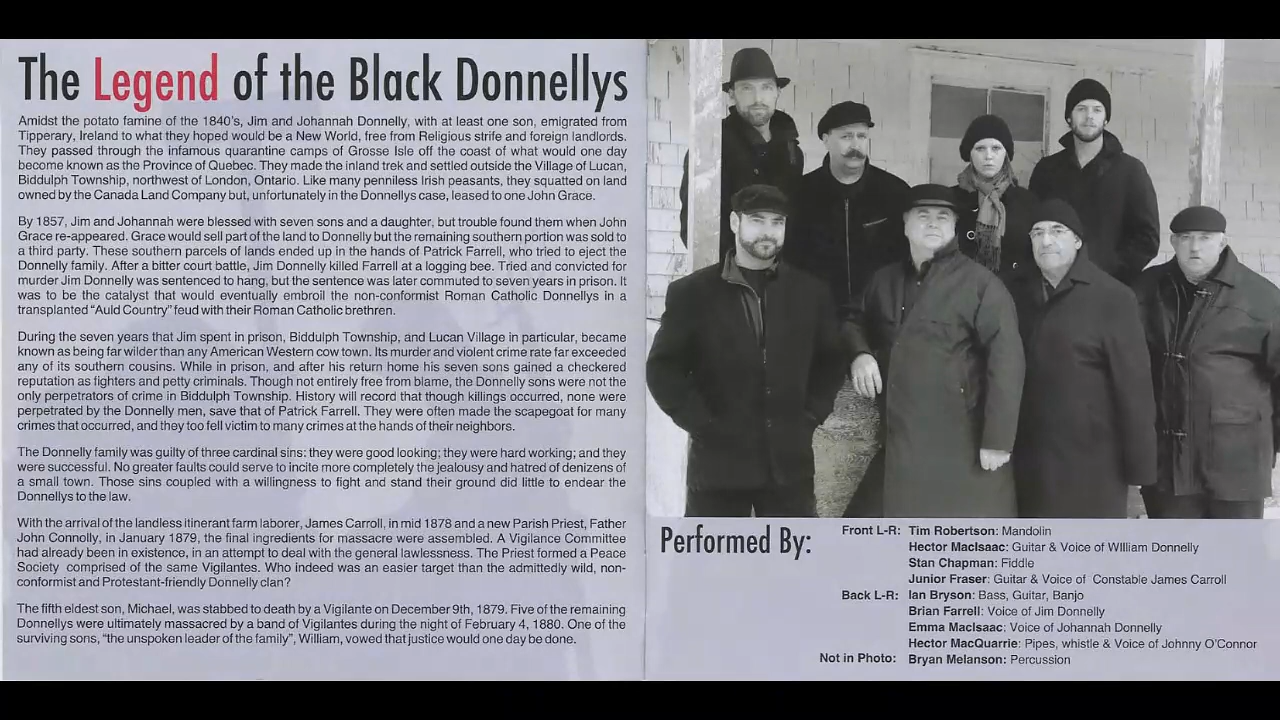 The Legend of the Black Donnellys
Amidst the potato famine of the 1840's, Jim and Johannah Donnelly, with at least one son, emigrated from
Tipperary, Ireland to what they hoped would be a New World, free from Religious strife and foreign landlords.
They passed through the infamous quarantine camps of Grosse Isle off the coast of what would one day
become known as the Province of Quebec. They made the inland trek and settled outside the Village of Lucan,
Biddulph Township, northwest of London, Ontario. Like many penniless Irish peasants, they squatted on land
owned by the Canada Land Company but, unfortunately in the Donnellys case, leased to one John Grace.
By 1857, Jim and Johannah were blessed with seven sons and a daughter, but trouble found them when John
Grace re-appeared. Grace would sell part of the land to Donnelly but the remaining southern portion was sold to
a third party. These southern parcels of lands ended up in the hands of Patrick Farrell, who tried to eject the
Donnelly family. After a bitter court battle, Jim Donnelly killed Farrell at a logging bee. Tried and convicted for
murder Jim Donnelly was sentenced to hang, but the sentence was later commuted to seven years in prison. It
was to be the catalyst that would eventually embroil the non-conformist Roman Catholic Donnellys in a
transplanted "Auld Country" feud with their Roman Catholic brethren.
During the seven years that Jim spent in prison, Biddulph Township, and Lucan Village in particular, became
known as being far wilder than any American Western cow town. Its murder and violent crime rate far exceeded
any of its southern cousins. While in prison, and after his return home his seven sons gained a checkered
reputation as fighters and petty criminals. Though not entirely free from blame, the Donnelly sons were not the
only perpetrators of crime in Biddulph Township. History will record that though killings occurred, none were
perpetrated by the Donnelly men, save that of Patrick Farrell. They were often made the scapegoat for many
crimes that occurred, and they too fell victim to many crimes at the hands of their neighbors.
The Donnelly family was guilty of three cardinal sins: they were good looking; they were hard working; and they
were successful. No greater faults could serve to incite more completely the jealousy and hatred of denizens of
a small town. Those sins coupled with a willingness to fight and stand their ground did little to endear the
Donnellys to the law.
With the arrival of the landless itinerant farm laborer, James Carroll, in mid 1878 and a new Parish Priest, Father
John Connolly, in January 1879, the final ingredients for massacre were assembled. A Vigilance Committee
had already been in existence, in an attempt to deal with the general lawlessness. The Priest formed a Peace
Society comprised of the same Vigilantes. Who indeed was an easier target than the admittedly wild, non-
conformist and Protestant-friendly Donnelly clan?
The fifth eldest son, Michael, was stabbed to death by a Vigilante on December 9th, 1879. Five of the remaining
Donnellys were ultimately massacred by a band of Vigilantes during the night of February 4, 1880. One of the
surviving sons, "the unspoken leader of the family", William, vowed that justice would one day be done.
Performed By:
Front L-R: Tim Robertson: Mandolin
Hector MacIsaac: Guitar & Voice of WIlliam Donnelly
Stan Chapman: Fiddle
Junior Fraser: Guitar & Voice of Constable James Carroll
Back L-R: Ian Bryson: Bass, Guitar, Banjo
Brian Farrell: Voice of Jim Donnelly
Emma MacIsaac: Voice of Johannah Donnelly
Hector MacQuarrie: Pipes, whistle & Voice of Johnny O'Connor
Not in Photo: Bryan Melanson: Percussion